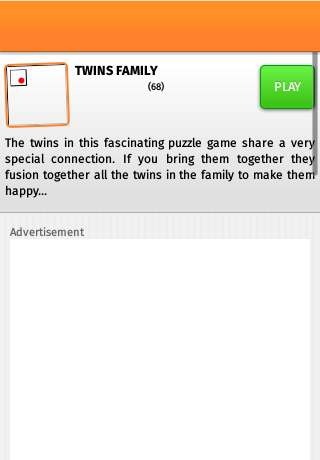 TWINS FAMILY
(68)
PLAY
The twins in this fascinating puzzle game share a very
special connection. If you bring them together they
fusion together all the twins in the family to make them
happy...
Advertisement